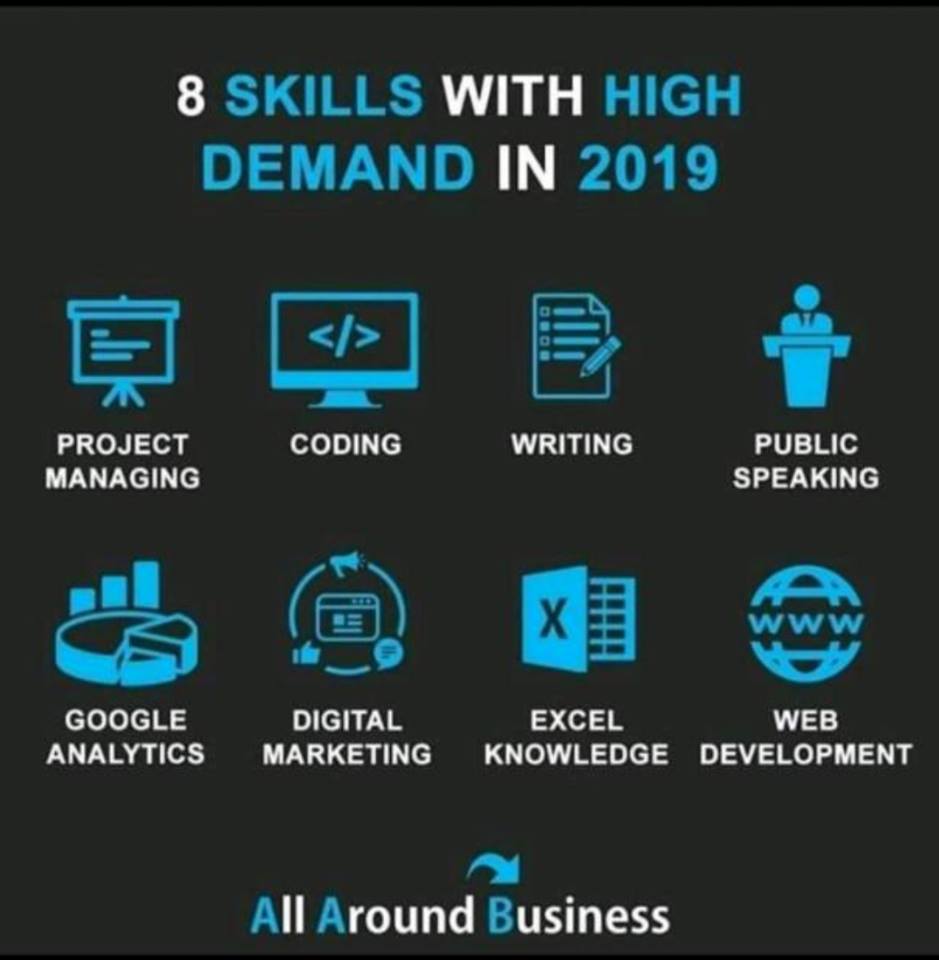 8 SKILLS WITH HIGH
DEMAND IN 2019
</>
PROJECT
MANAGING
CODING
WRITING
PUBLIC
SPEAKING
X
WWW
GOOGLE
ANALYTICS
DIGITAL
MARKETING
EXCEL
KNOWLEDGE
WEB
DEVELOPMENT
All Around Business